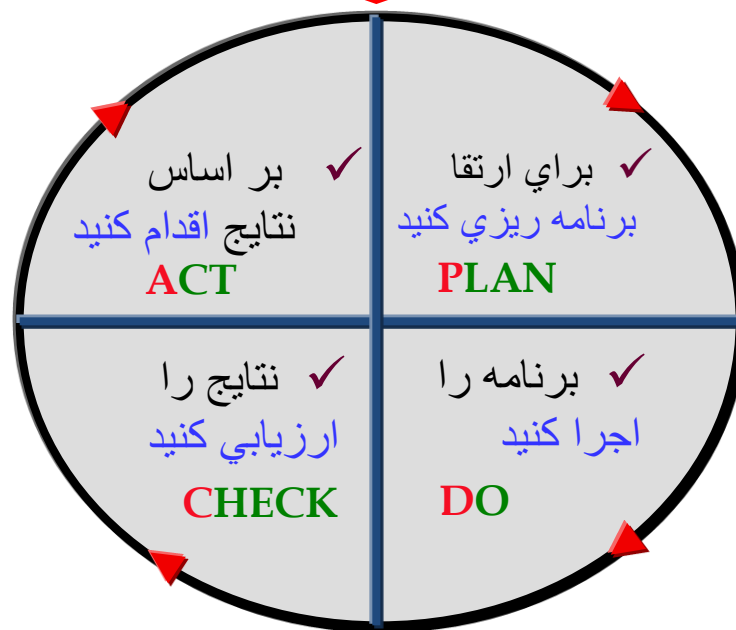 ✓ براي ارتقا
برنامه ريزي كنيد
PLAN
✓ برنامه را
اجرا كنيد
DO
✓ نتايج را
ارزيابي كنيد
CHECK
✓ بر اساس
نتايج اقدام كنيد
ACT